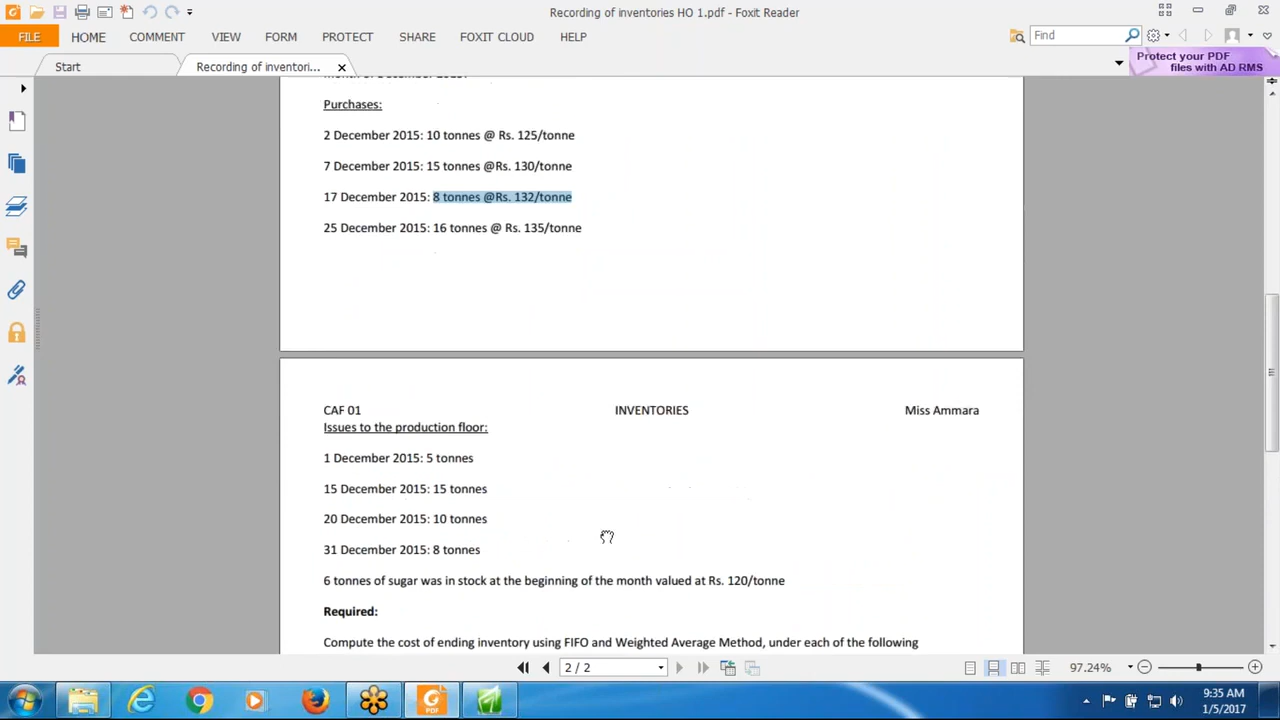 Recording of inventories HO 1.pdf - Foxit Reader
FILE HOME COMMENT VIEW FORM PROTECT SHARE FOXIT CLOUD HELP
Find
Start
Recording of inventori...
Protect your PDF
files with AD RMS
Purchases:
2 December 2015: 10 tonnes @ Rs. 125/tonne
7 December 2015: 15 tonnes @Rs. 130/tonne
17 December 2015: 8 tonnes @Rs. 132/tonne
25 December 2015: 16 tonnes @ Rs. 135/tonne
CAF 01 INVENTORIES Miss Ammara
Issues to the production floor:
1 December 2015: 5 tonnes
15 December 2015: 15 tonnes
20 December 2015: 10 tonnes
31 December 2015: 8 tonnes
6 tonnes of sugar was in stock at the beginning of the month valued at Rs. 120/tonne
Required:
Compute the cost of ending inventory using FIFO and Weighted Average Method, under each of the following
2 / 2
97.24%
PDF
9:35 AM
1/5/2017